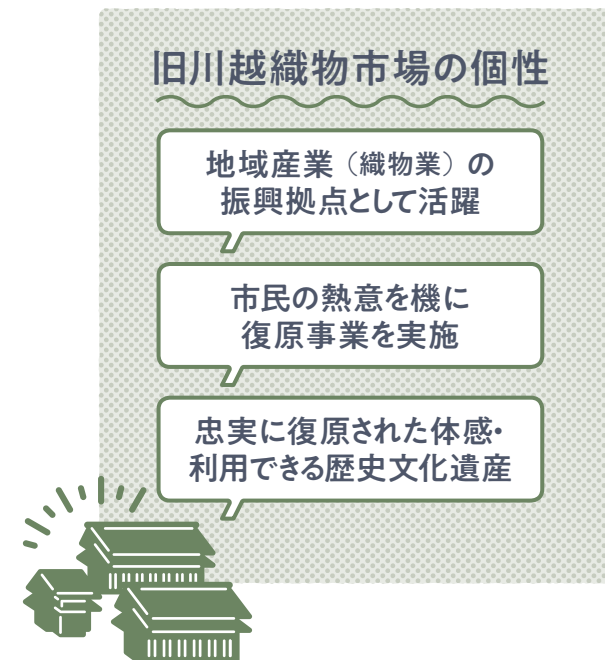 旧川越織物市場の個性
地域産業（織物業）の
振興拠点として活躍
市民の熱意を機に
復原事業を実施
忠実に復原された体感・
利用できる歴史文化遺産